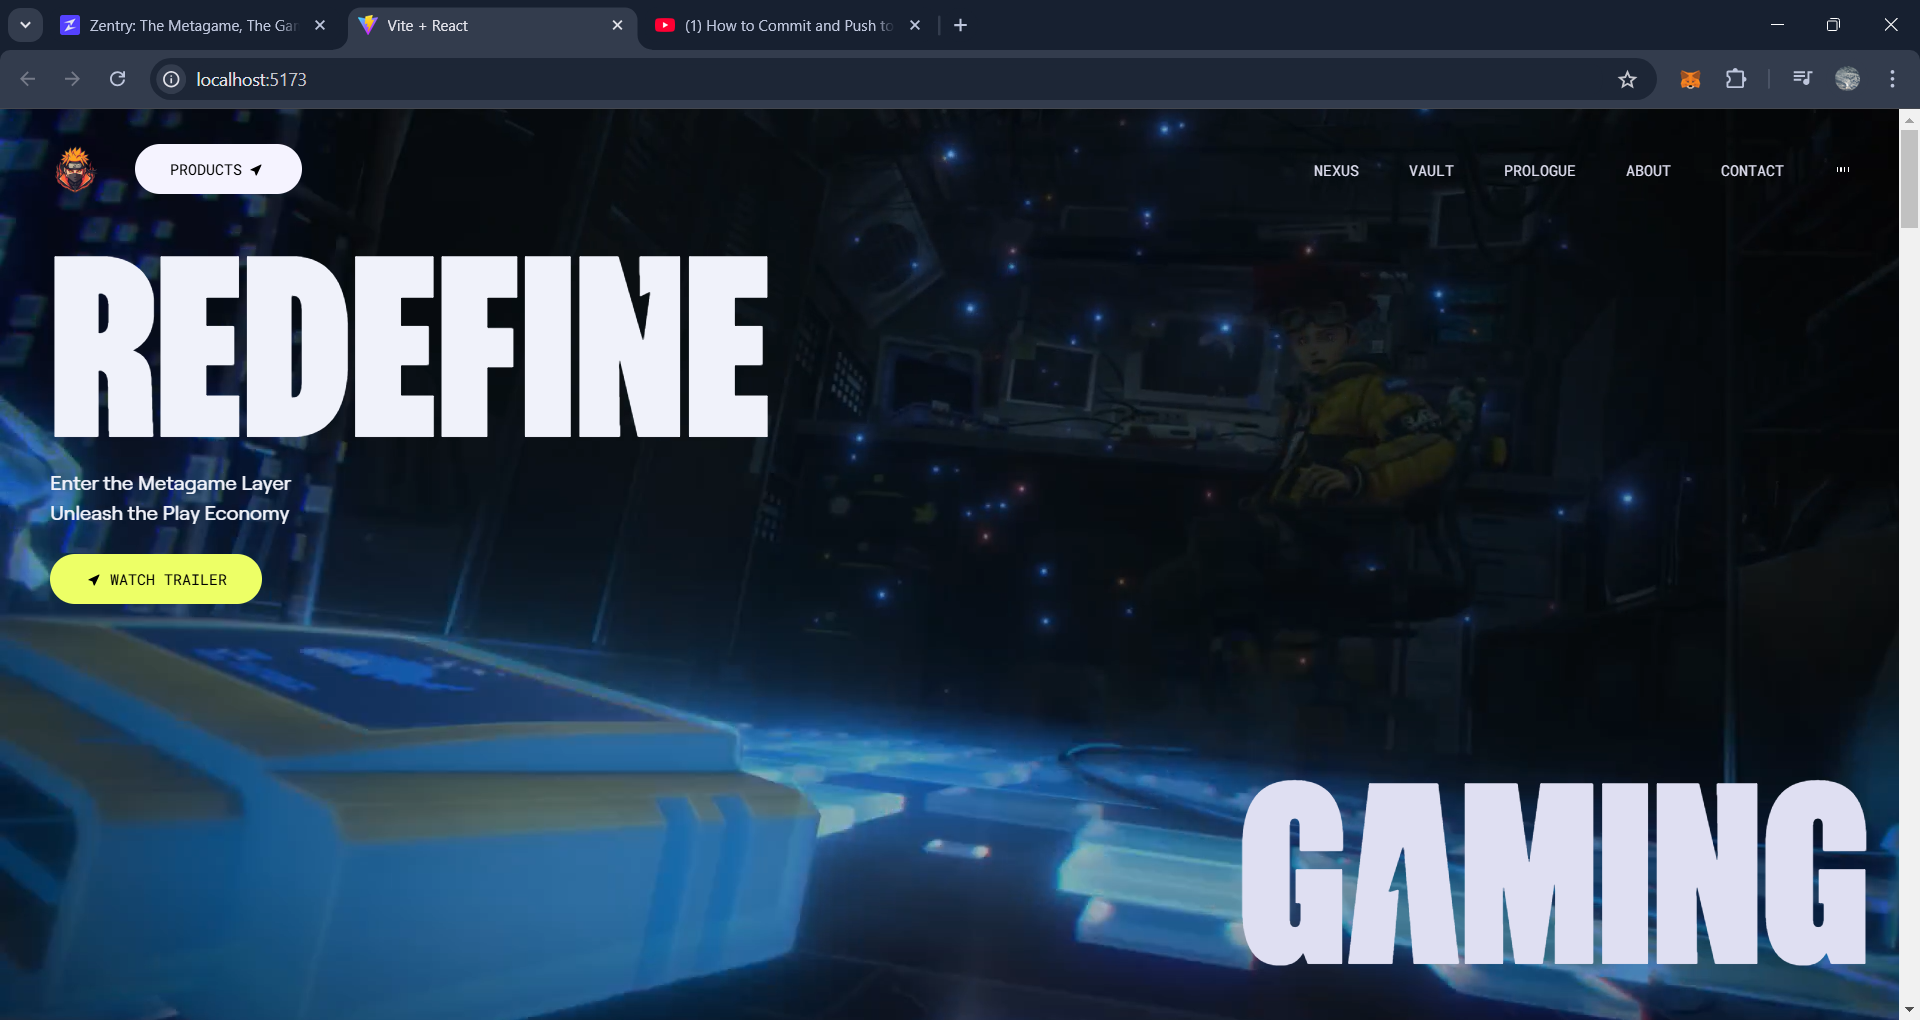 Zentry: The Metagame, The Gan
Vite + React
(1) How to Commit and Push to
localhost:5173
PRODUCTS
NEXUS VAULT PROLOGUE ABOUT CONTACT
REDEFINE
Enter the Metagame Layer
Unleash the Play Economy
WATCH TRAILER
GAMING